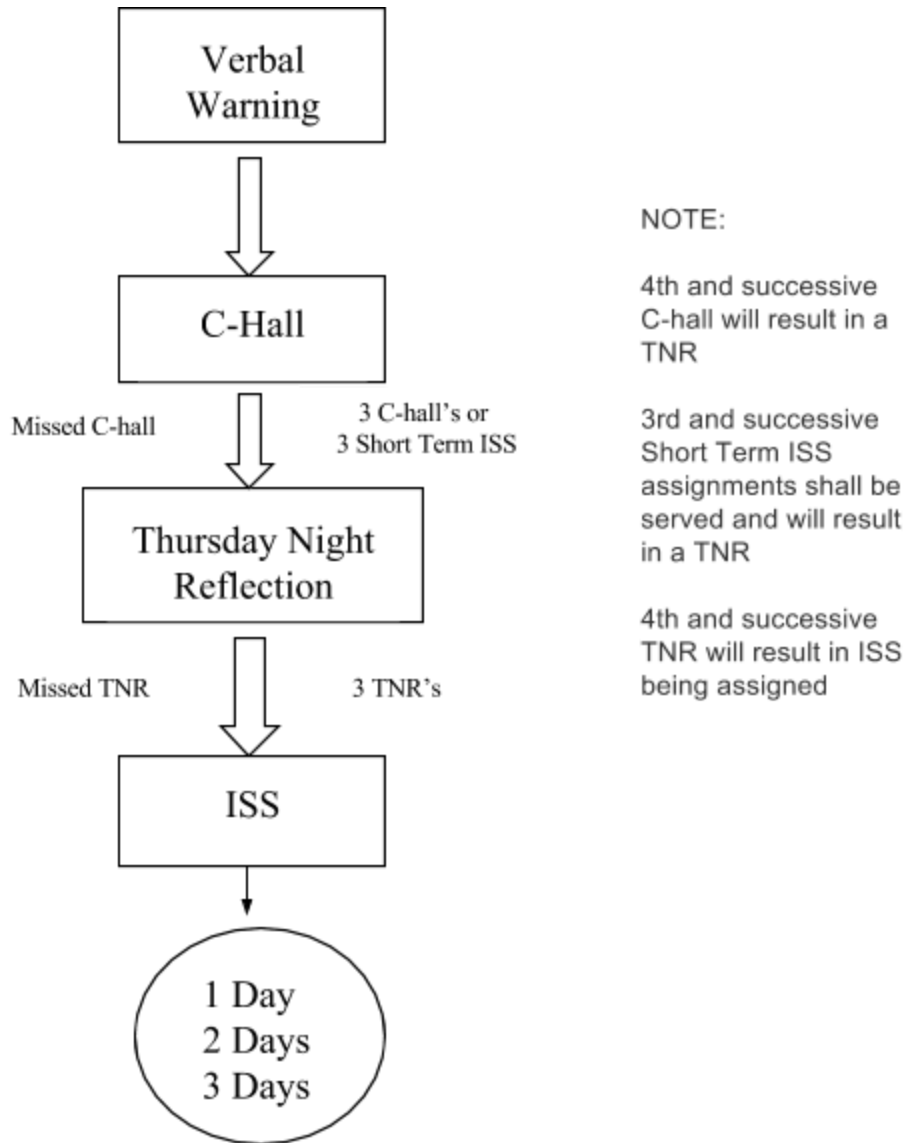 Verbal
Warning
C-Hall
Missed C-hall
3 C-hall's or
3 Short Term ISS
Thursday Night
Reflection
Missed TNR
3 TNR's
ISS
1 Day
2 Days
3 Days
NOTE:
4th and successive
C-hall will result in a
TNR
3rd and successive
Short Term ISS
assignments shall be
served and will result
in a TNR
4th and successive
TNR will result in ISS
being assigned